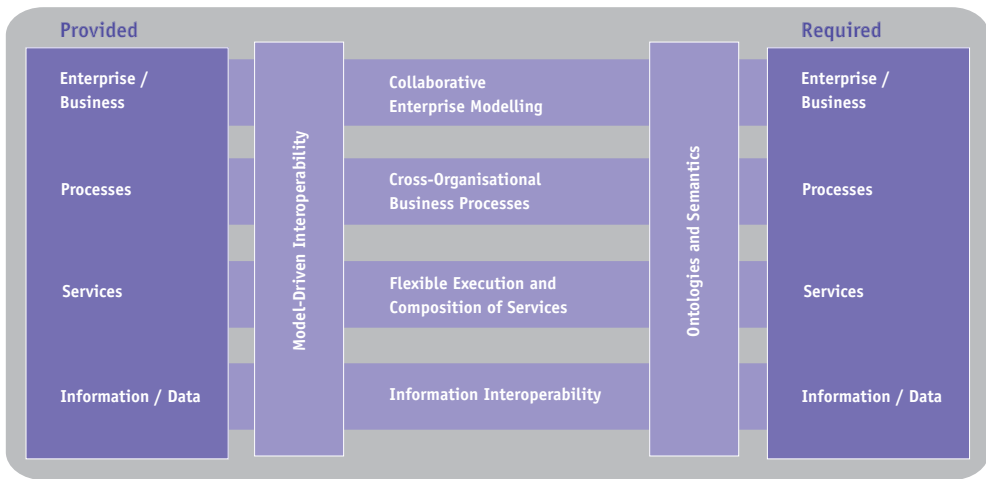 Provided
Required
Enterprise /
Business
Processes
Services
Information / Data
Model-Driven Interoperability
Collaborative
Enterprise Modelling
Cross-Organisational
Business Processes
Flexible Execution and
Composition of Services
Information Interoperability
Ontologies and Semantics
Enterprise /
Business
Processes
Services
Information / Data